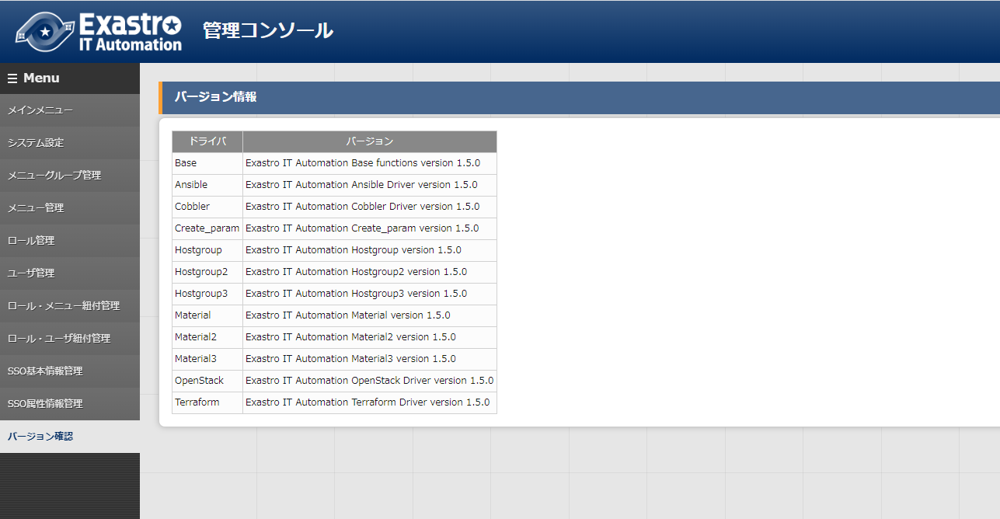 Exastro
IT Automation
管理コンソール
Menu
メインメニュー
システム設定
メニューグループ管理
メニュー管理
ロール管理
ユーザ管理
ロール・メニュー紐付管理
ロール・ユーザ紐付管理
SSO基本情報管理
SSO属性情報管理
バージョン確認
バージョン情報
ドライバ バージョン
Base Exastro IT Automation Base functions version 1.5.0
Ansible Exastro IT Automation Ansible Driver version 1.5.0
Cobbler Exastro IT Automation Cobbler Driver version 1.5.0
Create_param Exastro IT Automation Create_param version 1.5.0
Hostgroup Exastro IT Automation Hostgroup version 1.5.0
Hostgroup2 Exastro IT Automation Hostgroup2 version 1.5.0
Hostgroup3 Exastro IT Automation Hostgroup3 version 1.5.0
Material Exastro IT Automation Material version 1.5.0
Material2 Exastro IT Automation Material2 version 1.5.0
Material3 Exastro IT Automation Material3 version 1.5.0
OpenStack Exastro IT Automation OpenStack Driver version 1.5.0
Terraform Exastro IT Automation Terraform Driver version 1.5.0